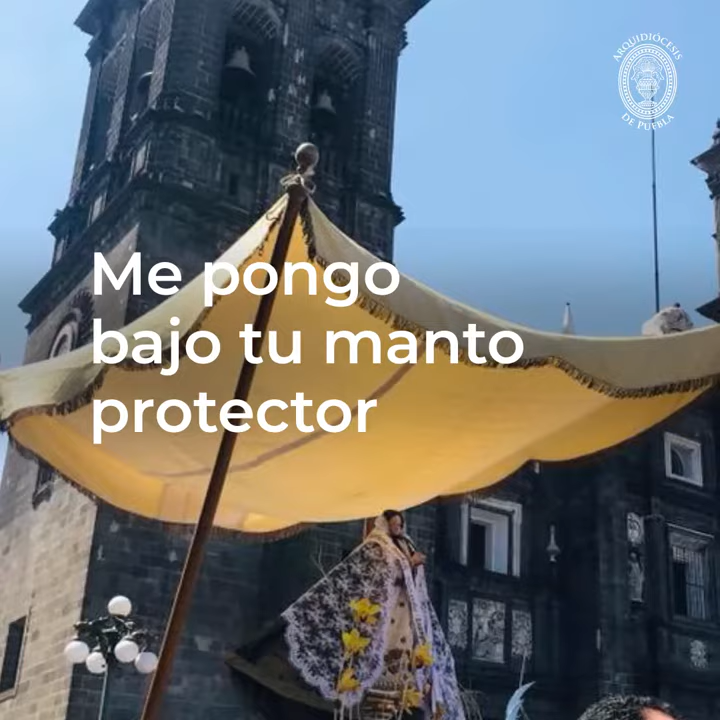 ARQUIDIÓCESIS
DE PUEBLA
Me pongo
bajo tu manto
protector